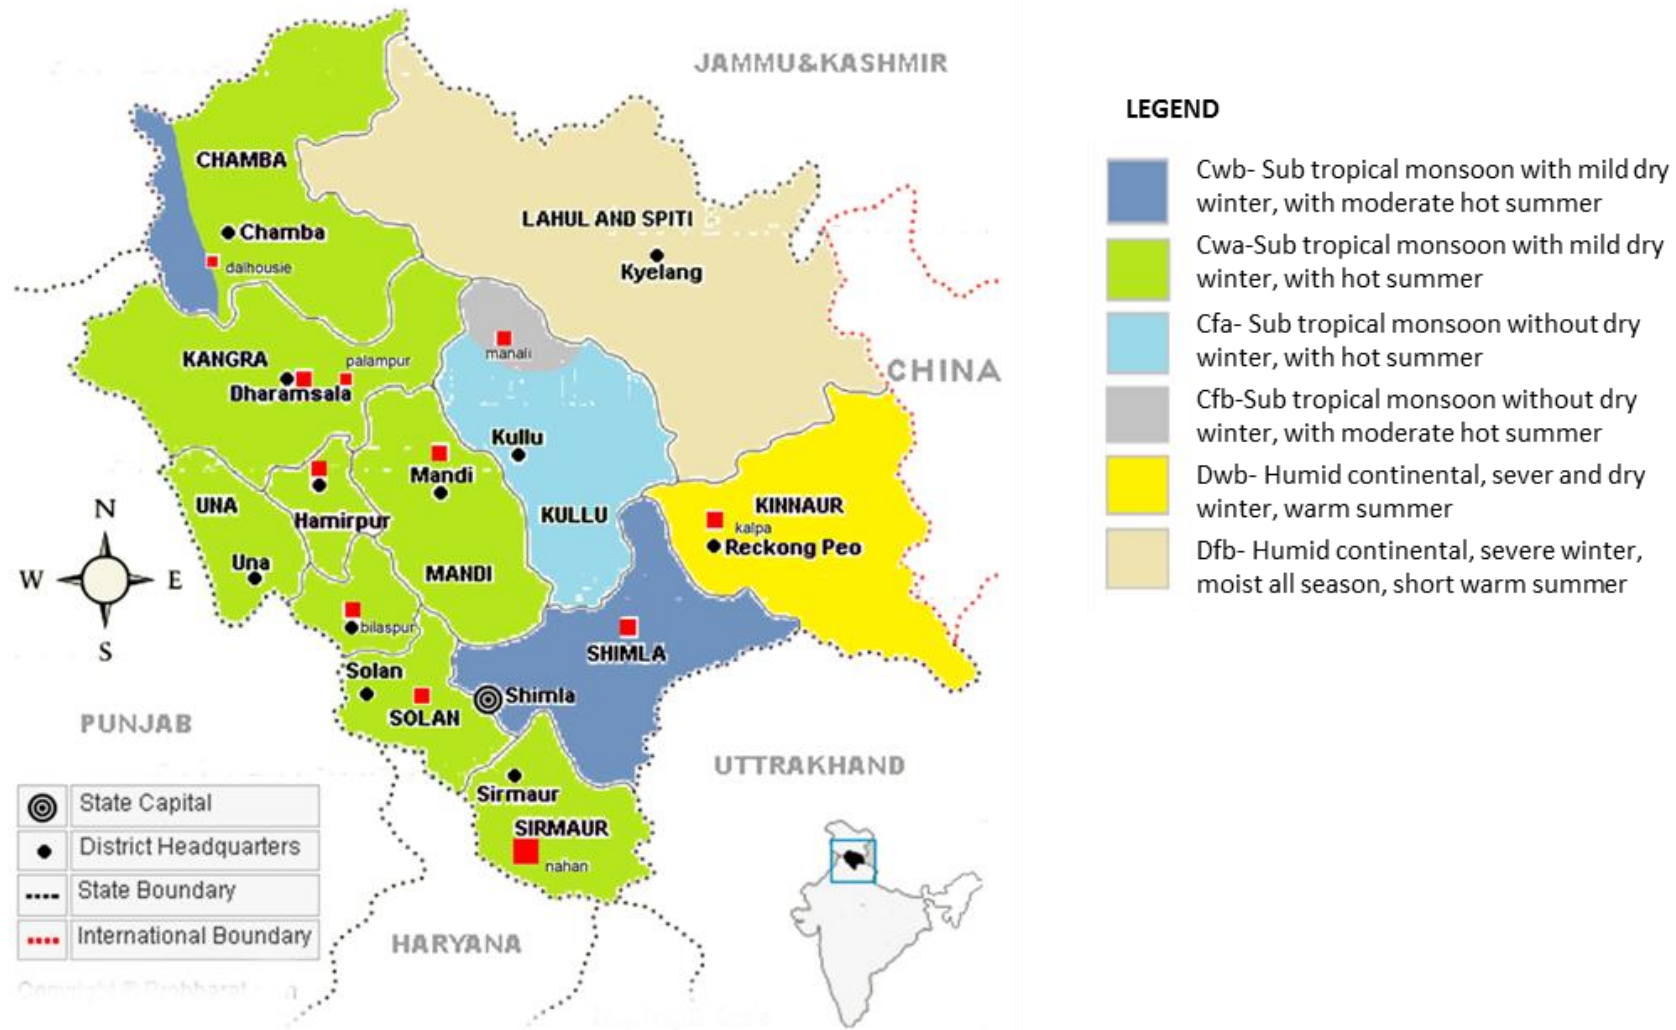 JAMMU&KASHMIR
CHAMBA
Chamba
dalhousie
LAHUL AND SPITI
Kyelang
KANGRA
palampur
Dharamsala
manali
CHINA
Kullu
KULLU
Mandi
MANDI
UNA
Una
Hamirpur
KINNAUR
kalpa
Reckong Peo
bilaspur
SHIMLA
Shimla
Solan
SOLAN
Sirmaur
SIRMAUR
nahan
PUNJAB
UTTRAKHAND
HARYANA
N
W
E
S
State Capital
District Headquarters
State Boundary
International Boundary
LEGEND
Cwb- Sub tropical monsoon with mild dry
winter, with moderate hot summer
Cwa-Sub tropical monsoon with mild dry
winter, with hot summer
Cfa- Sub tropical monsoon without dry
winter, with hot summer
Cfb-Sub tropical monsoon without dry
winter, with moderate hot summer
Dwb- Humid continental, sever and dry
winter, warm summer
Dfb- Humid continental, severe winter,
moist all season, short warm summer